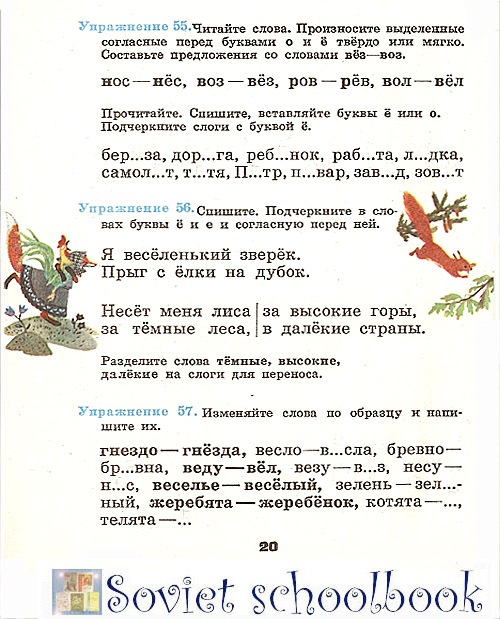 Упражнение 55. Читайте слова. Произносите выделенные
согласные перед буквами о и ё твёрдо или мягко.
Составьте предложения со словами вёз—воз.
нос — нёс, воз — вёз, ров — рёв, вол — вёл
Прочитайте. Спишите, вставляйте буквы ё или о.
Подчеркните слоги с буквой ё.
бер...за, дор...га, реб...нок, раб...та, л...дка,
самол...т, т...тя, П...тр, п...вар, зав...д, зов...т
Упражнение 56. Спишите. Подчеркните в сло-
вах буквы ё и е и согласную перед ней.
Я весёленький зверёк.
Прыг с ёлки на дубок.
Несёт меня лиса | за высокие горы,
за тёмные леса, | в далёкие страны.
Разделите слова тёмные, высокие,
далёкие на слоги для переноса.
Упражнение 57. Изменяйте слова по образцу и напи-
шите их.
гнездо — гнёзда, весло — в...сла, бревно —
бр...вна, веду — вёл, везу — в...з, несу —
н...с, веселье — весёлый, зелень — зел...-
ный, жеребята — жеребёнок, котята — ...,
телята — ...
20
Soviet schoolbook